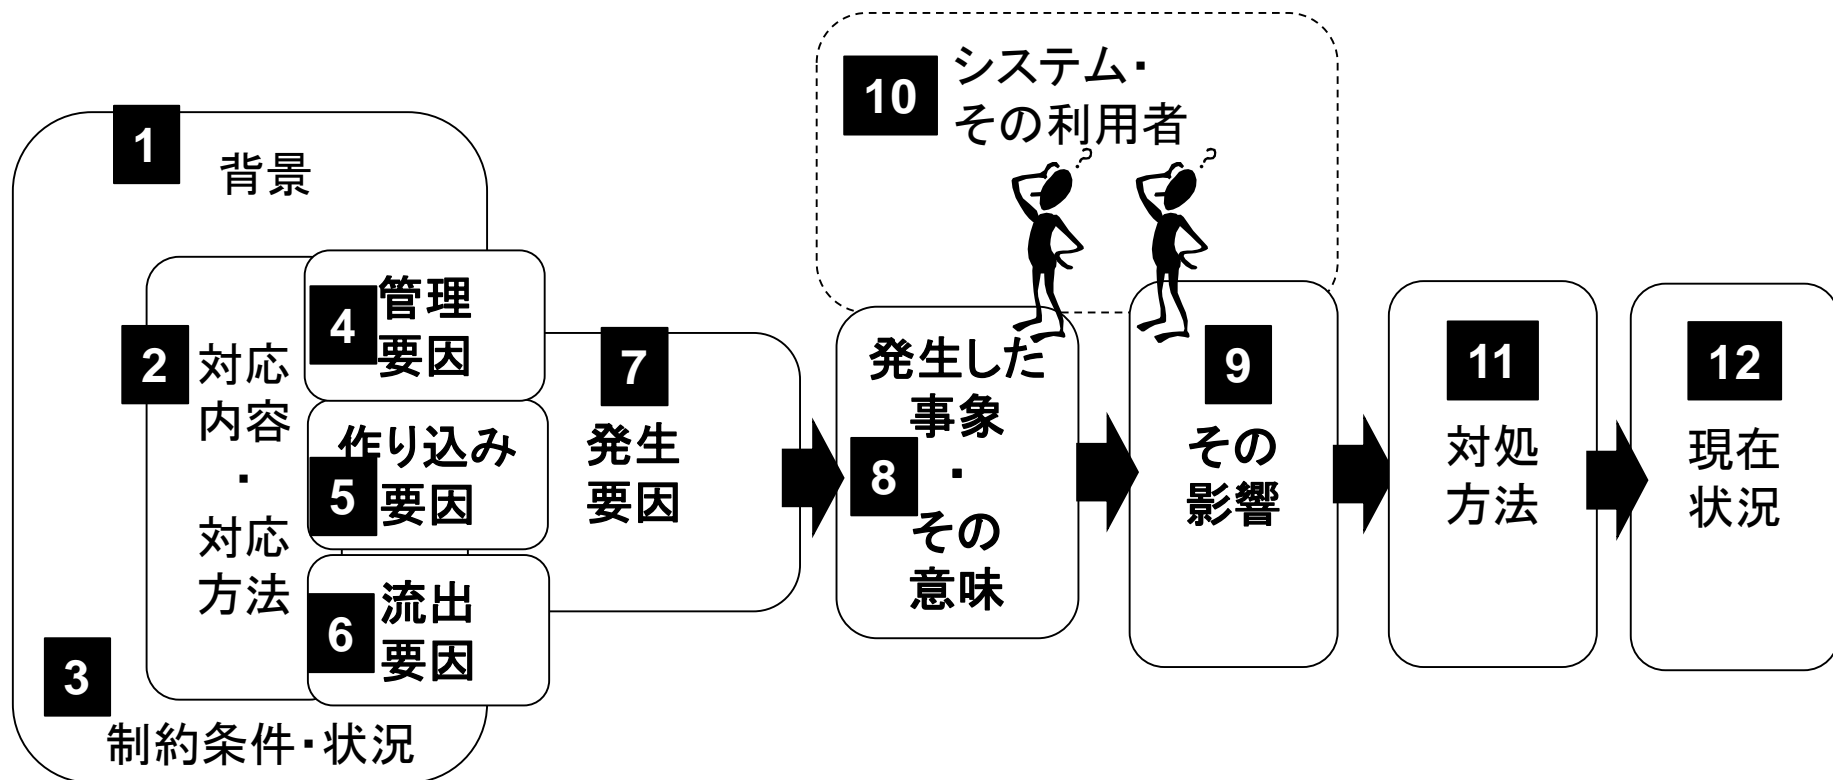 1
背景
2
対応
内容
・
対応
方法
3
制約条件・状況
4
管理
要因
5
作り込み
要因
6
流出
要因
7
発生
要因
発生した
事象
8
・
その
意味
9
その
影響
10
システム・
その利用者
?
?
11
対処
方法
12
現在
状況